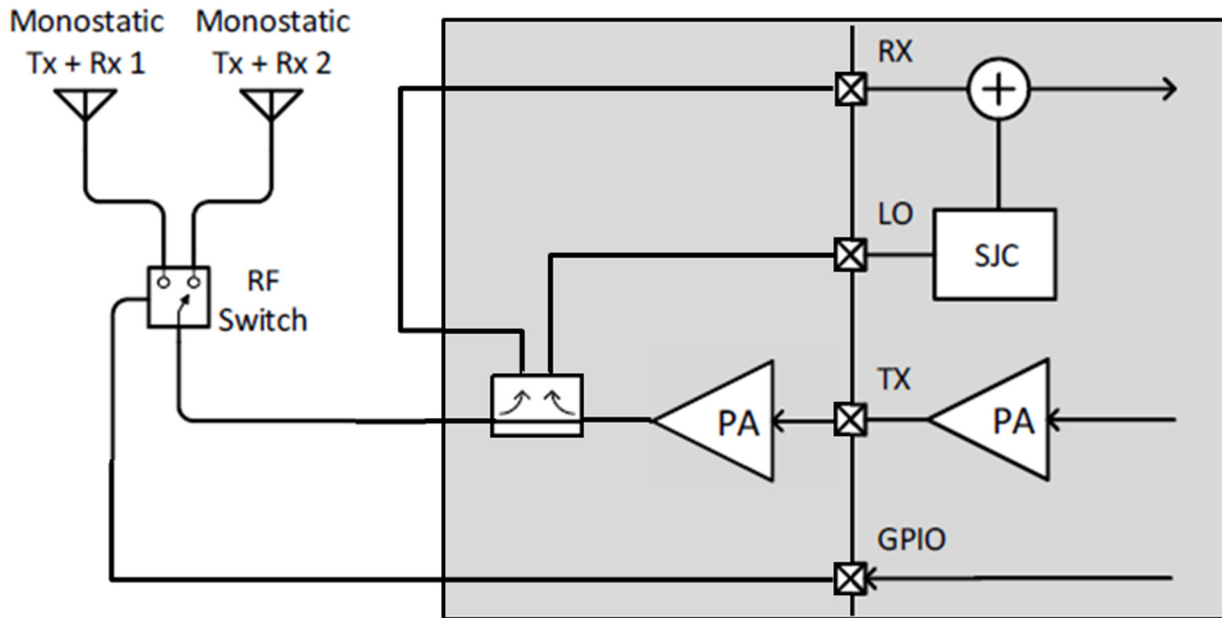 Monostatic
Tx + Rx 1
Monostatic
Tx + Rx 2
RX
LO
SJC
RF
Switch
TX
PA
PA
GPIO